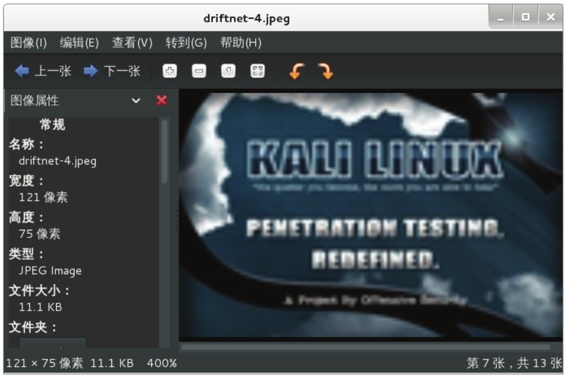 driftnet-4.jpeg
图像(I) 编辑(E) 查看(V) 转到(G) 帮助(H)
上一张 下一张
图像属性
常规
名称：
driftnet-4.jpeg
宽度：
121 像素
高度：
75 像素
类型：
JPEG Image
文件大小：
11.1 KB
文件夹：
KALI LINUX
"the quieter you become, the more you are able to hear"
PENETRATION TESTING,
REDEFINED.
A Project By Offensive Security
121 × 75 像素 11.1 KB 400%
第 7 张，共 13 张